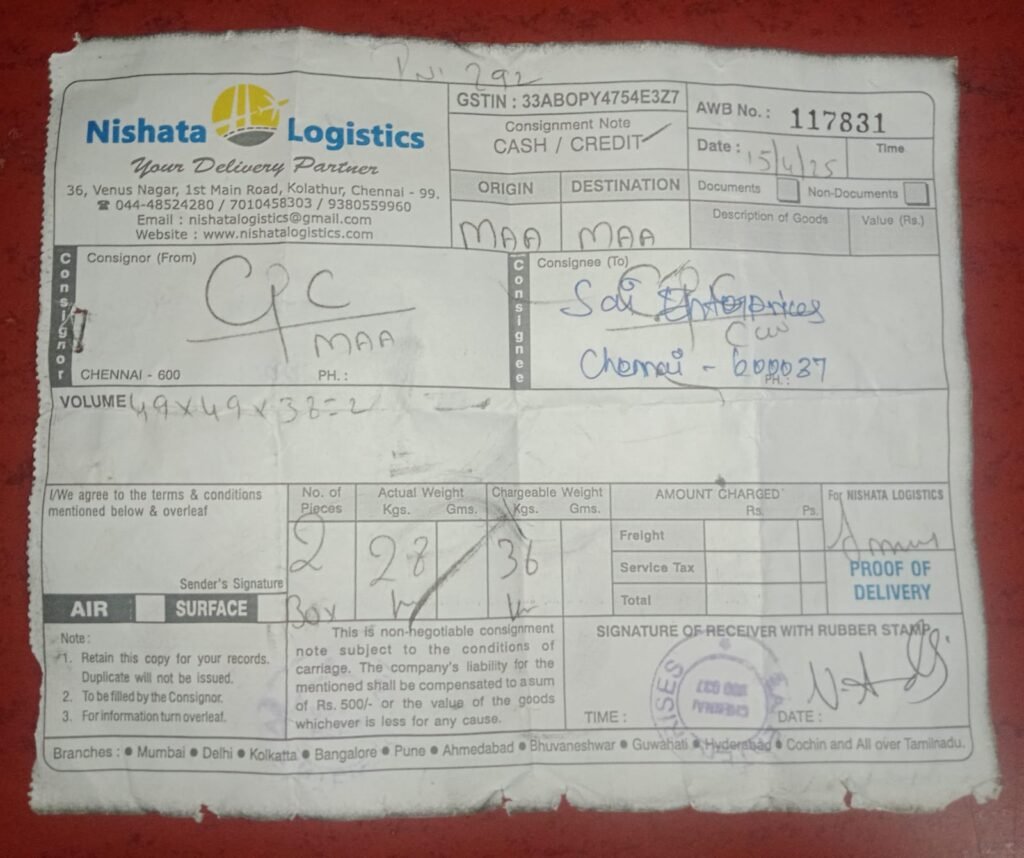 292
Nishata Logistics
Your Delivery Partner
36, Venus Nagar, 1st Main Road, Kolathur, Chennai - 99.
☎ 044-48524280 / 7010458303 / 9380559960
Email : nishatalogistics@gmail.com
Website : www.nishatalogistics.com
GSTIN : 33ABOPY4754E3Z7
Consignment Note
CASH / CREDIT
ORIGIN DESTINATION
MAA MAA
AWB No. : 117831
Date : 15/4/25 Time
Documents Non-Documents
Description of Goods Value (Rs.)
Consignor
Consignor (From)
CPC
MAA
CHENNAI - 600 PH. :
Consignee
Consignee (To)
Sai Enterprices
Chennai - 600037
PH. :
VOLUME 49x49x38=2
I/We agree to the terms & conditions
mentioned below & overleaf
Sender's Signature
AIR SURFACE
No. of Pieces
2
Box
Actual Weight
Kgs. Gms.
28
Chargeable Weight
Kgs. Gms.
36
AMOUNT CHARGED
Rs. Ps.
Freight
Service Tax
Total
For NISHATA LOGISTICS
PROOF OF
DELIVERY
Note :
1. Retain this copy for your records.
Duplicate will not be issued.
2. To be filled by the Consignor.
3. For information turn overleaf.
This is non-negotiable consignment
note subject to the conditions of
carriage. The company's liability for the
mentioned shall be compensated to a sum
of Rs. 500/- or the value of the goods
whichever is less for any cause.
SIGNATURE OF RECEIVER WITH RUBBER STAMP
TIME : DATE :
Branches : • Mumbai • Delhi • Kolkatta • Bangalore • Pune • Ahmedabad • Bhuvaneshwar • Guwahati • Hyderabad • Cochin and All over Tamilnadu.